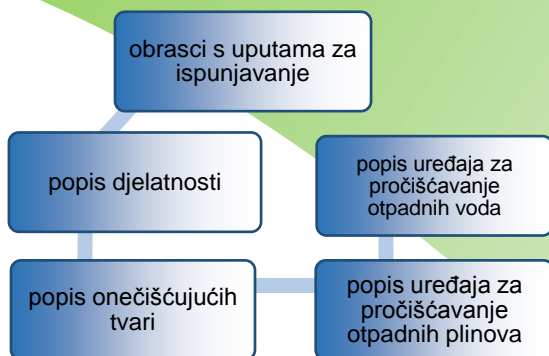 obrasci s uputama za
ispunjavanje
popis djelatnosti
popis onečišćujućih
tvari
popis uređaja za
pročišćavanje
otpadnih plinova
popis uređaja za
pročišćavanje
otpadnih voda